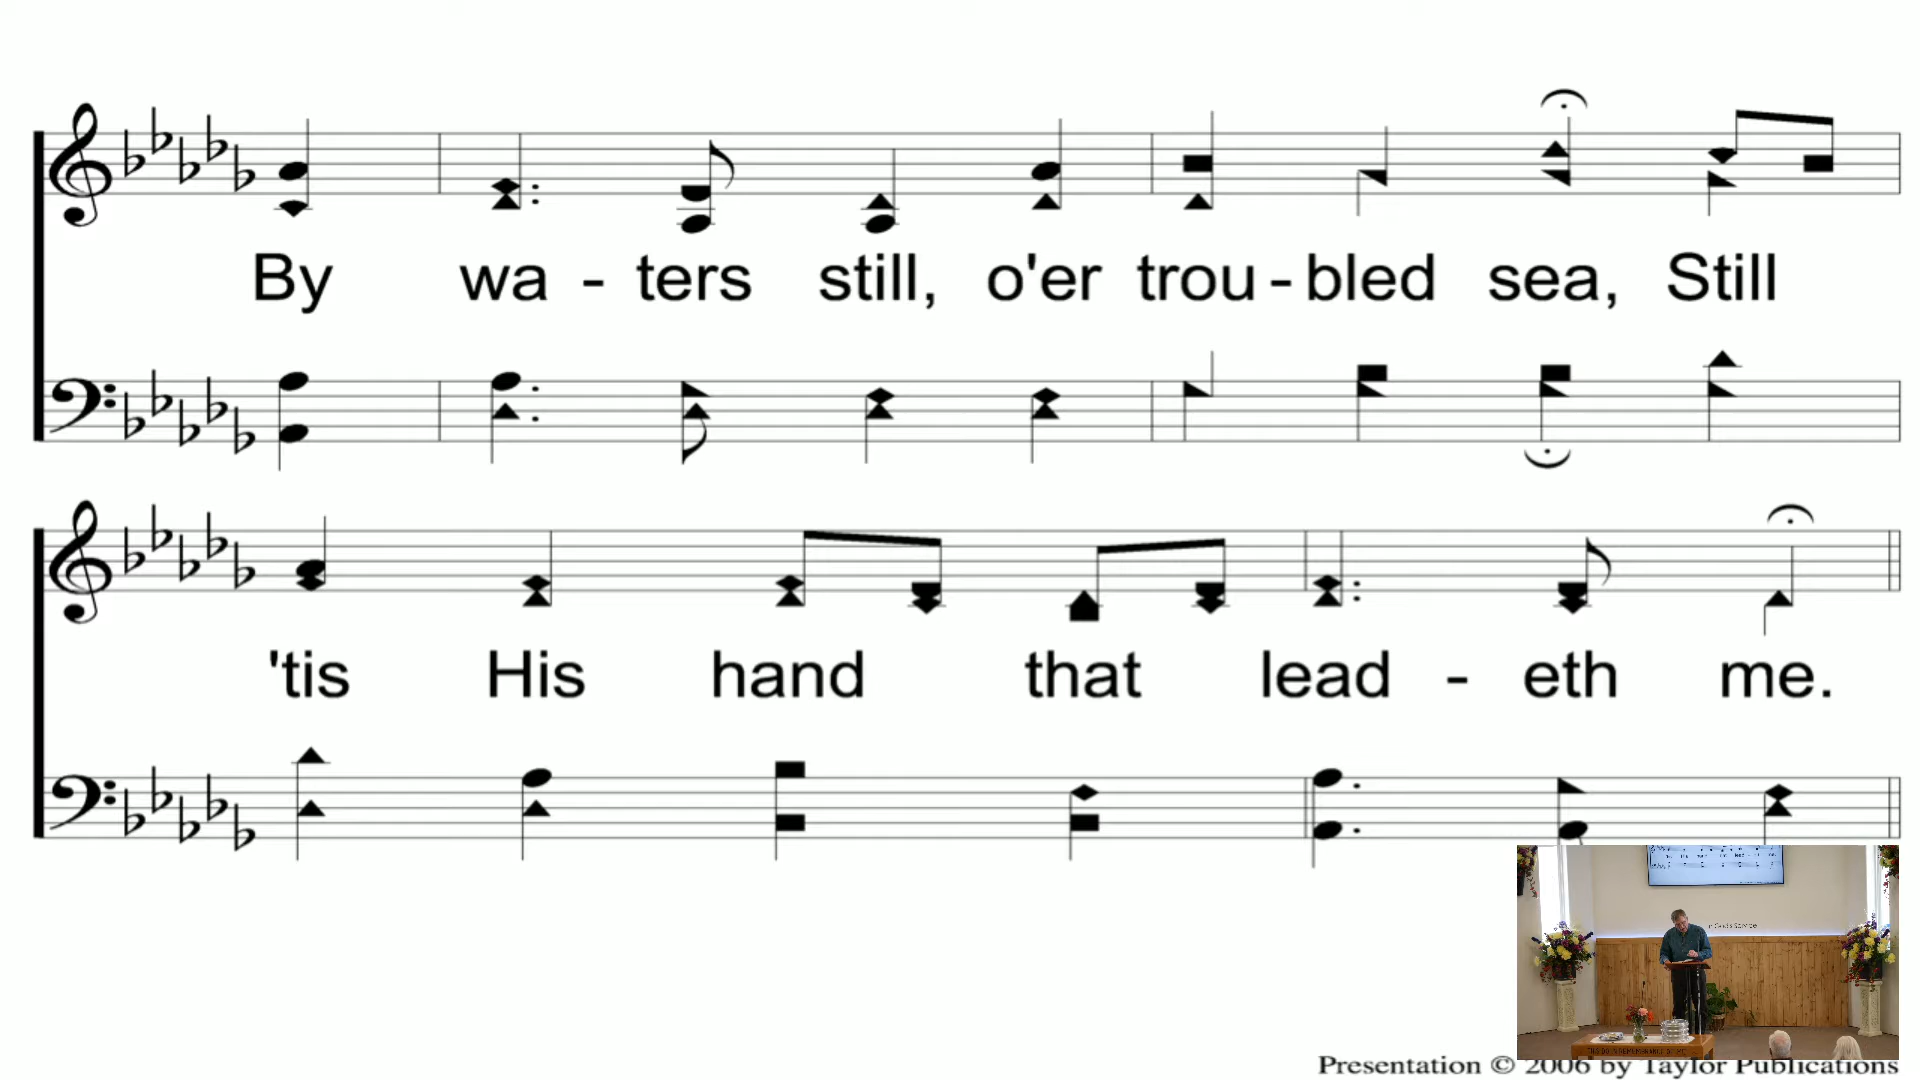 By wa - ters still, o'er trou - bled sea, Still
'tis His hand that lead - eth me.
Presentation © 2006 by Taylor Publications